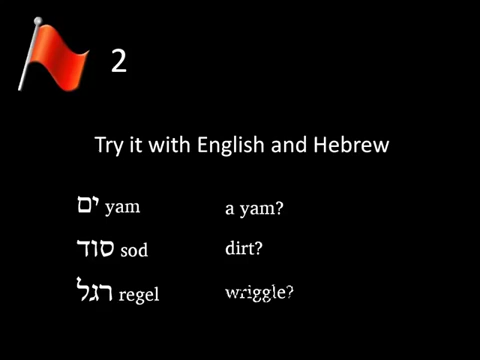 2
Try it with English and Hebrew
ים yam a yam?
סוד sod dirt?
רגל regel wriggle?